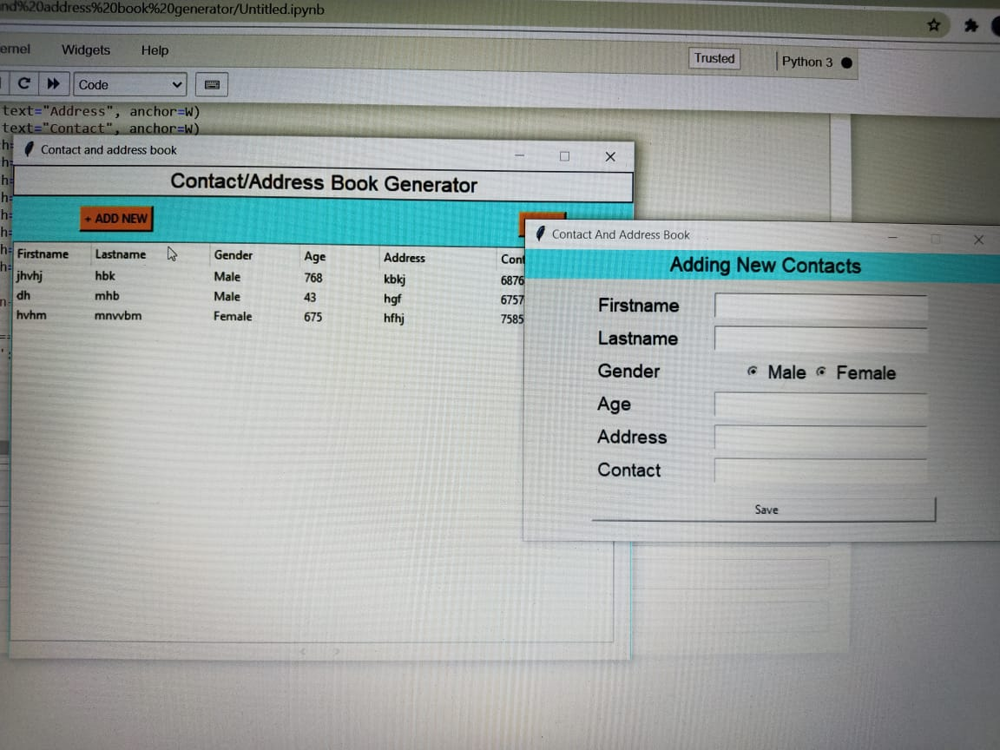 nd%20address%20book%20generator/Untitled.ipynb
ernel Widgets Help
Trusted Python 3
Code
text="Address", anchor=W)
text="Contact", anchor=W)
Contact and address book
Contact/Address Book Generator
+ ADD NEW
Firstname Lastname Gender Age Address Cont
jhvhj hbk Male 768 kbkj 6876
dh mhb Male 43 hgf 6757
hvhm mnvvbm Female 675 hfhj 7585
Contact And Address Book
Adding New Contacts
Firstname
Lastname
Gender Male Female
Age
Address
Contact
Save